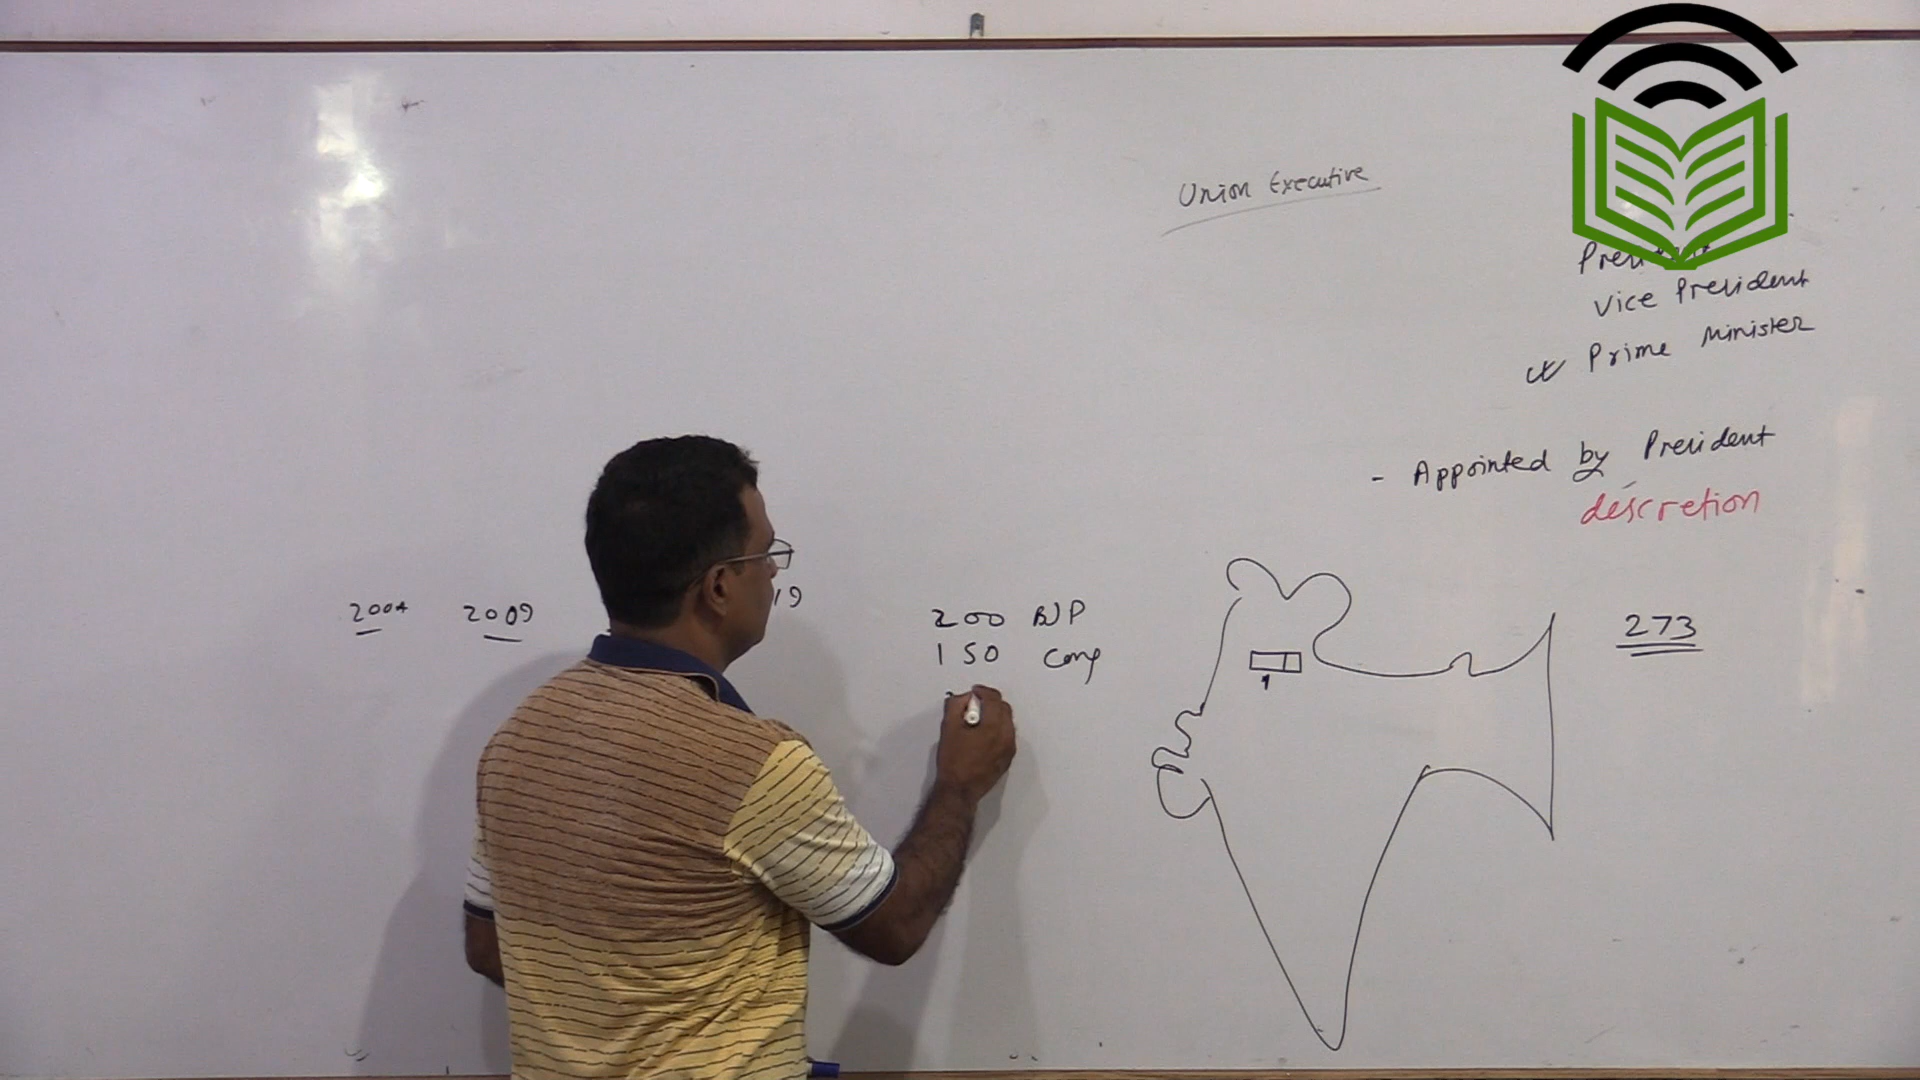 Union Executive
President
Vice President
Prime Minister
- Appointed by President
descretion
2004 2009 19
200 BJP
150 Cong
273
1